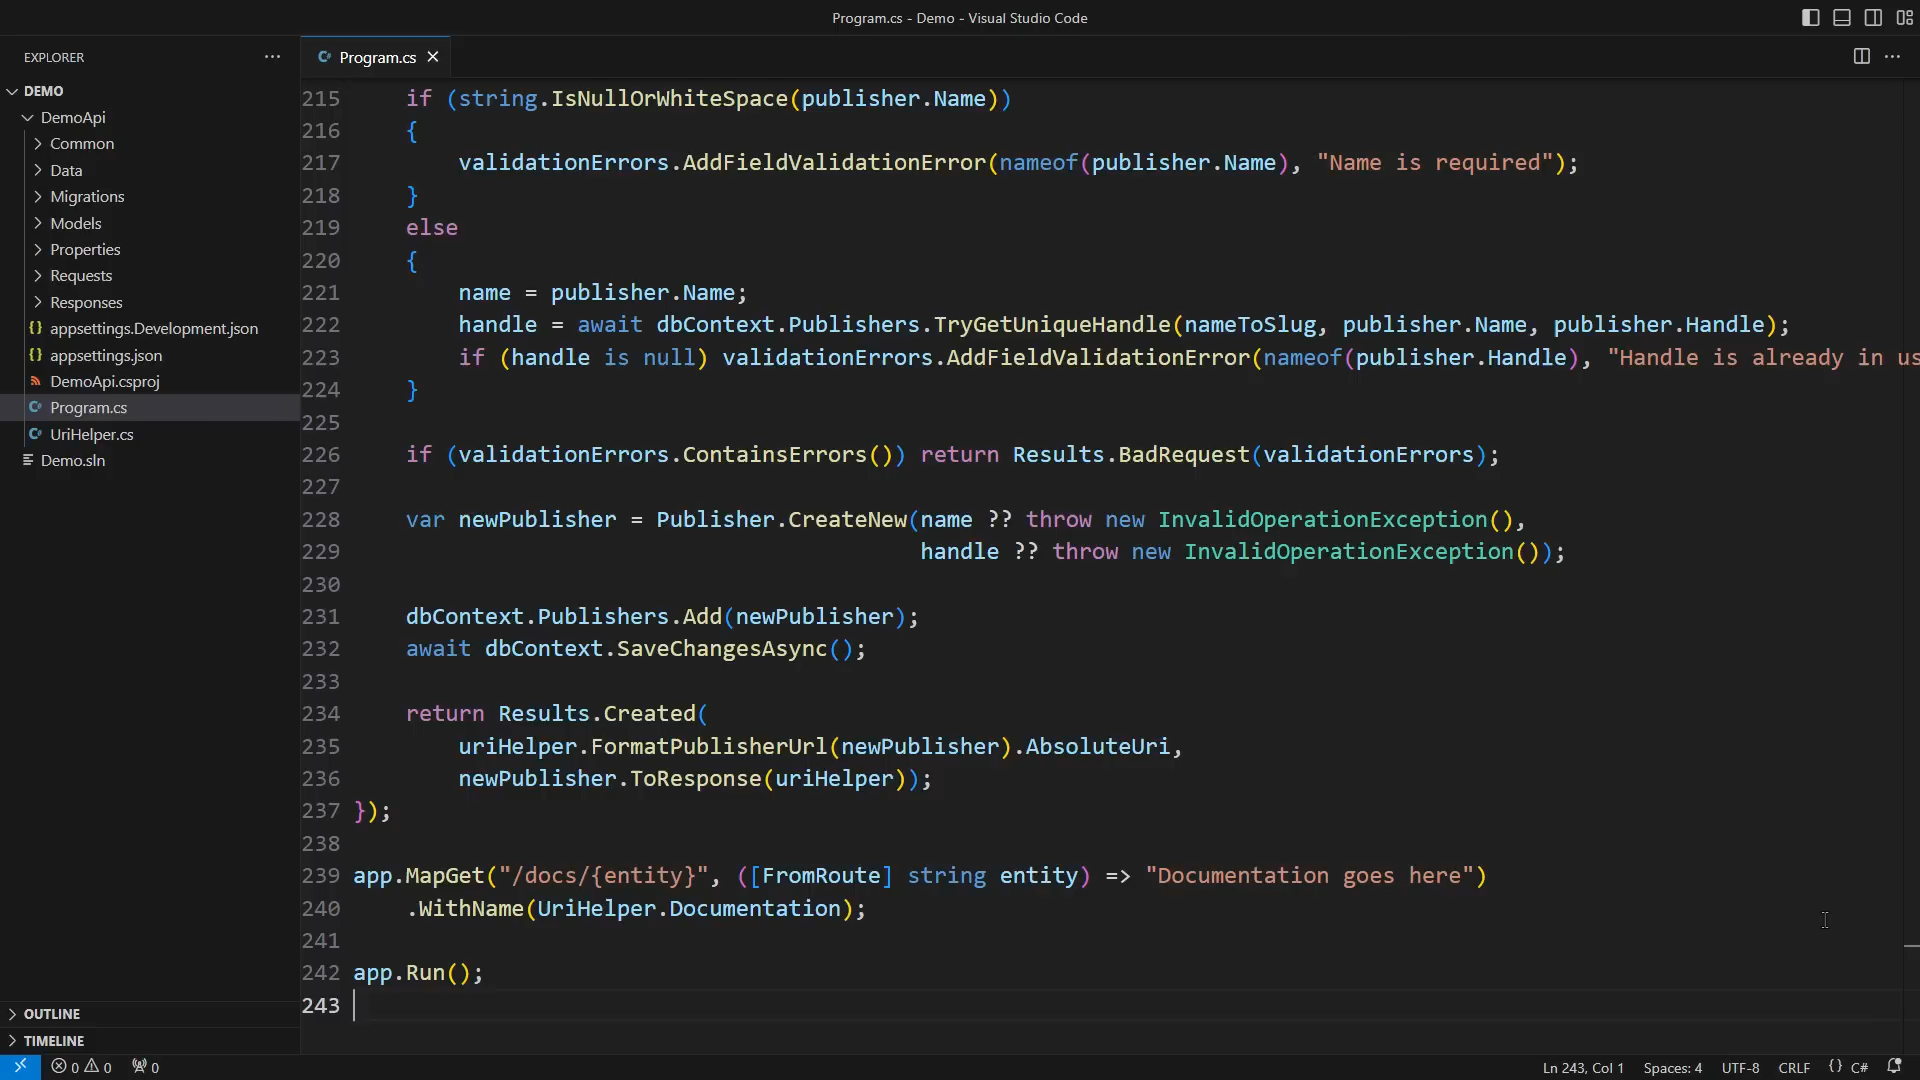 Program.cs - Demo - Visual Studio Code
EXPLORER
DEMO
DemoApi
Common
Data
Migrations
Models
Properties
Requests
Responses
{} appsettings.Development.json
{} appsettings.json
DemoApi.csproj
C# Program.cs
C# UriHelper.cs
Demo.sln
OUTLINE
TIMELINE
C# Program.cs
215 if (string.IsNullOrWhiteSpace(publisher.Name))
216 {
217 validationErrors.AddFieldValidationError(nameof(publisher.Name), "Name is required");
218 }
219 else
220 {
221 name = publisher.Name;
222 handle = await dbContext.Publishers.TryGetUniqueHandle(nameToSlug, publisher.Name, publisher.Handle);
223 if (handle is null) validationErrors.AddFieldValidationError(nameof(publisher.Handle), "Handle is already in us
224 }
225
226 if (validationErrors.ContainsErrors()) return Results.BadRequest(validationErrors);
227
228 var newPublisher = Publisher.CreateNew(name ?? throw new InvalidOperationException(),
229 handle ?? throw new InvalidOperationException());
230
231 dbContext.Publishers.Add(newPublisher);
232 await dbContext.SaveChangesAsync();
233
234 return Results.Created(
235 uriHelper.FormatPublisherUrl(newPublisher).AbsoluteUri,
236 newPublisher.ToResponse(uriHelper));
237 });
238
239 app.MapGet("/docs/{entity}", ([FromRoute] string entity) => "Documentation goes here")
240 .WithName(UriHelper.Documentation);
241
242 app.Run();
243
0 0 0
Ln 243, Col 1 Spaces: 4 UTF-8 CRLF {} C#